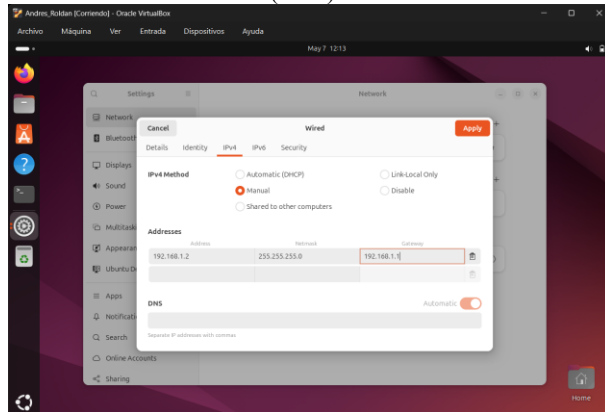 Andres_Roldan [Corriendo] - Oracle VirtualBox
Archivo Máquina Ver Entrada Dispositivos Ayuda
May 7 12:13
Settings Network
Network
Bluetooth
Displays
Sound
Power
Multitask
Appearan
Ubuntu D
Apps
Notificati
Search
Online Accounts
Sharing
Cancel Wired Apply
Details Identity IPv4 IPv6 Security
IPv4 Method Automatic (DHCP) Link-Local Only
Manual Disable
Shared to other computers
Addresses
Address Netmask Gateway
192.168.1.2 255.255.255.0 192.168.1.1
DNS Automatic
Separate IP addresses with commas
Home